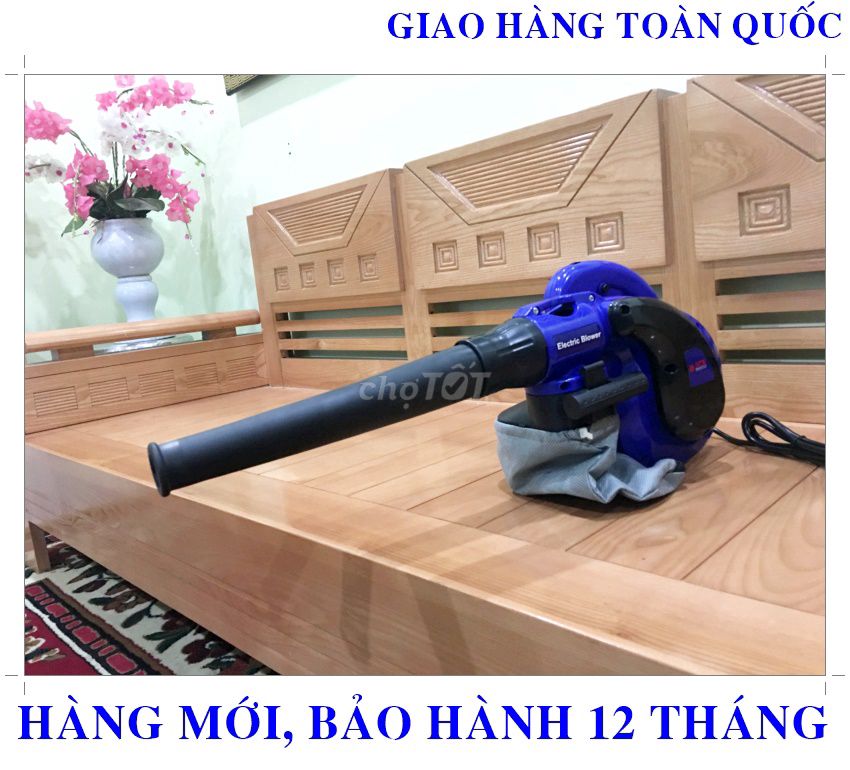 GIAO HÀNG TOÀN QUỐC
Electric Blower
chợTỐT
HÀNG MỚI, BẢO HÀNH 12 THÁNG